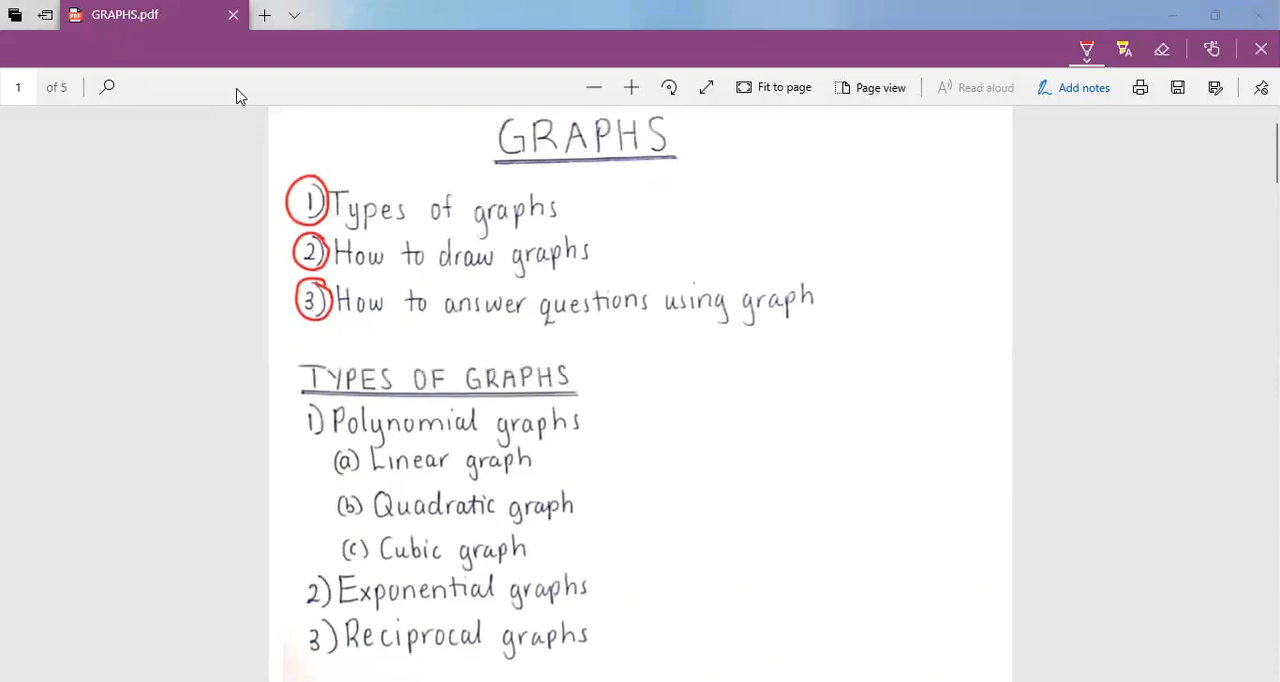 GRAPHS.pdf
1 of 5
Fit to page
Page view
Read aloud
Add notes
GRAPHS
1) Types of graphs
2) How to draw graphs
3) How to answer questions using graph
TYPES OF GRAPHS
1) Polynomial graphs
(a) Linear graph
(b) Quadratic graph
(c) Cubic graph
2) Exponential graphs
3) Reciprocal graphs